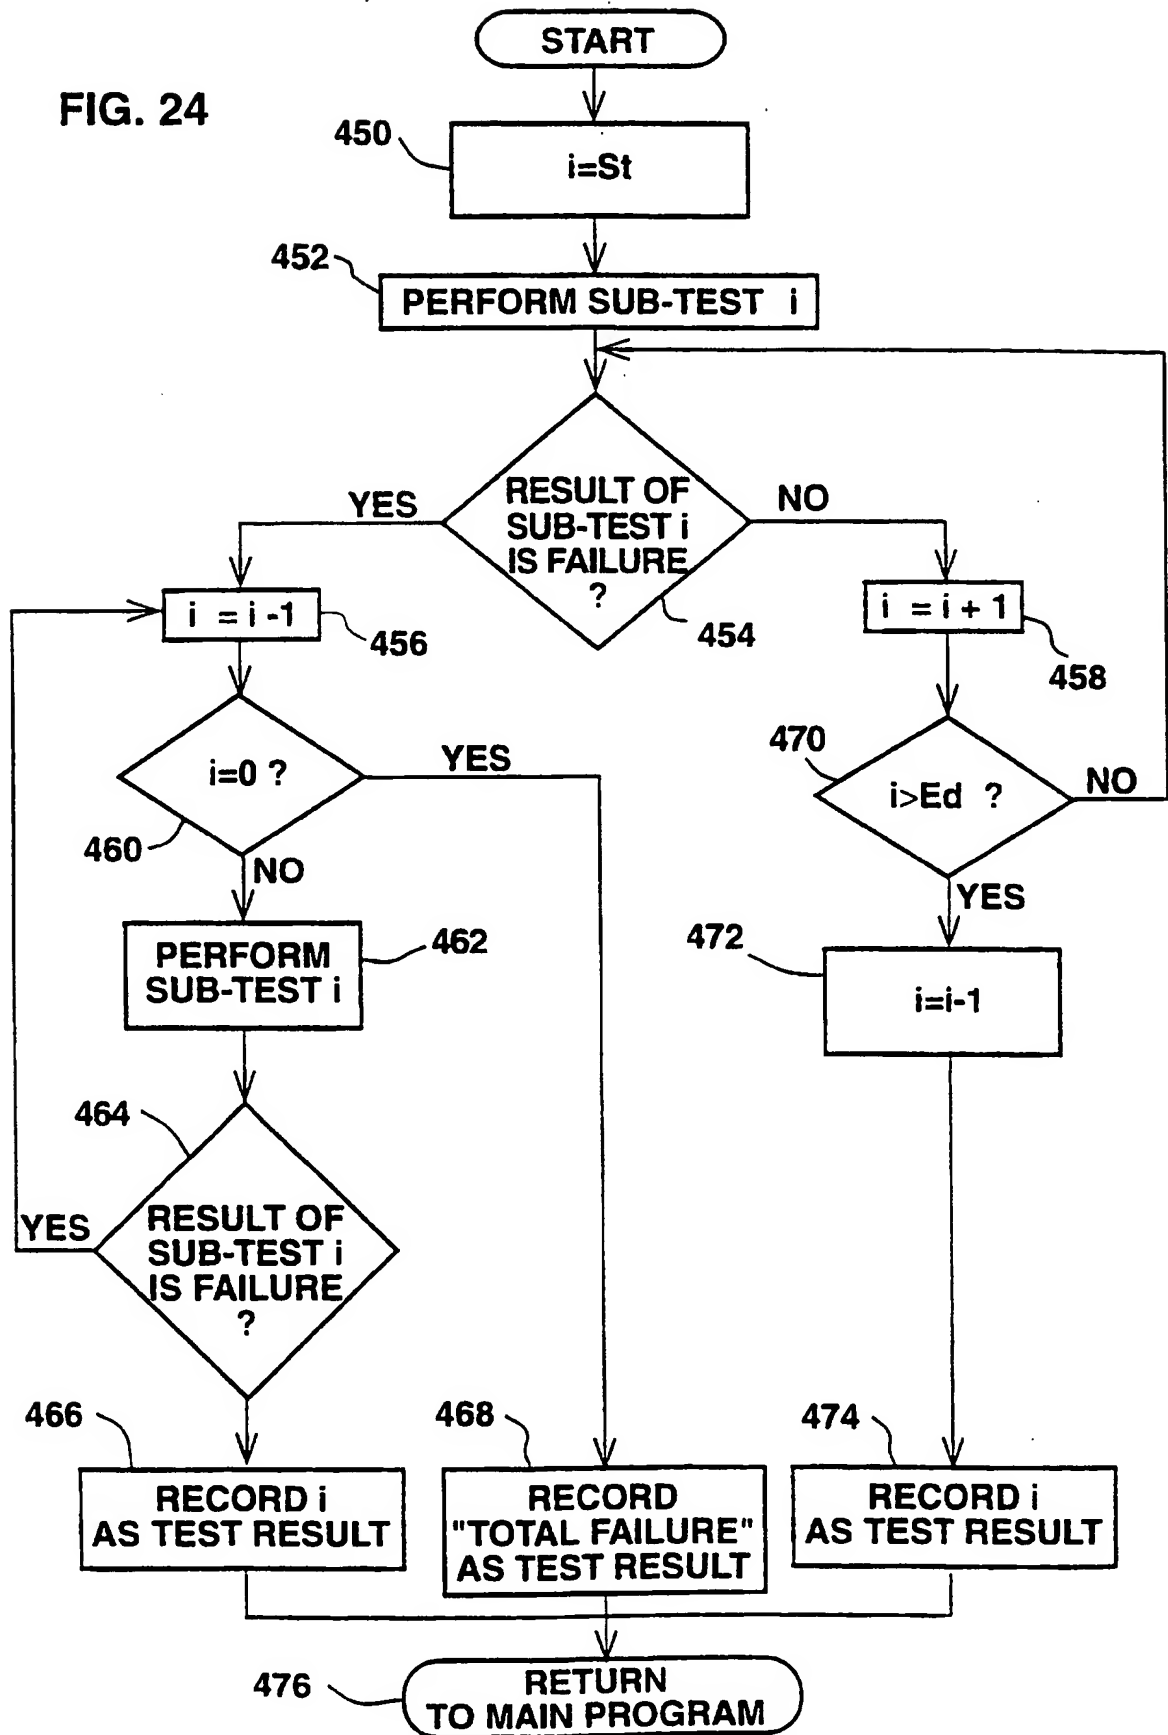 START
FIG. 24
450
i=St
452
PERFORM SUB-TEST i
YES
RESULT OF
SUB-TEST i
IS FAILURE
?
NO
454
i = i -1
456
i = i + 1
458
i=0 ?
YES
460
NO
470
i>Ed ?
NO
YES
PERFORM
SUB-TEST i
462
472
i=i-1
464
YES
RESULT OF
SUB-TEST i
IS FAILURE
?
466
RECORD i
AS TEST RESULT
468
RECORD
"TOTAL FAILURE"
AS TEST RESULT
474
RECORD i
AS TEST RESULT
476
RETURN
TO MAIN PROGRAM